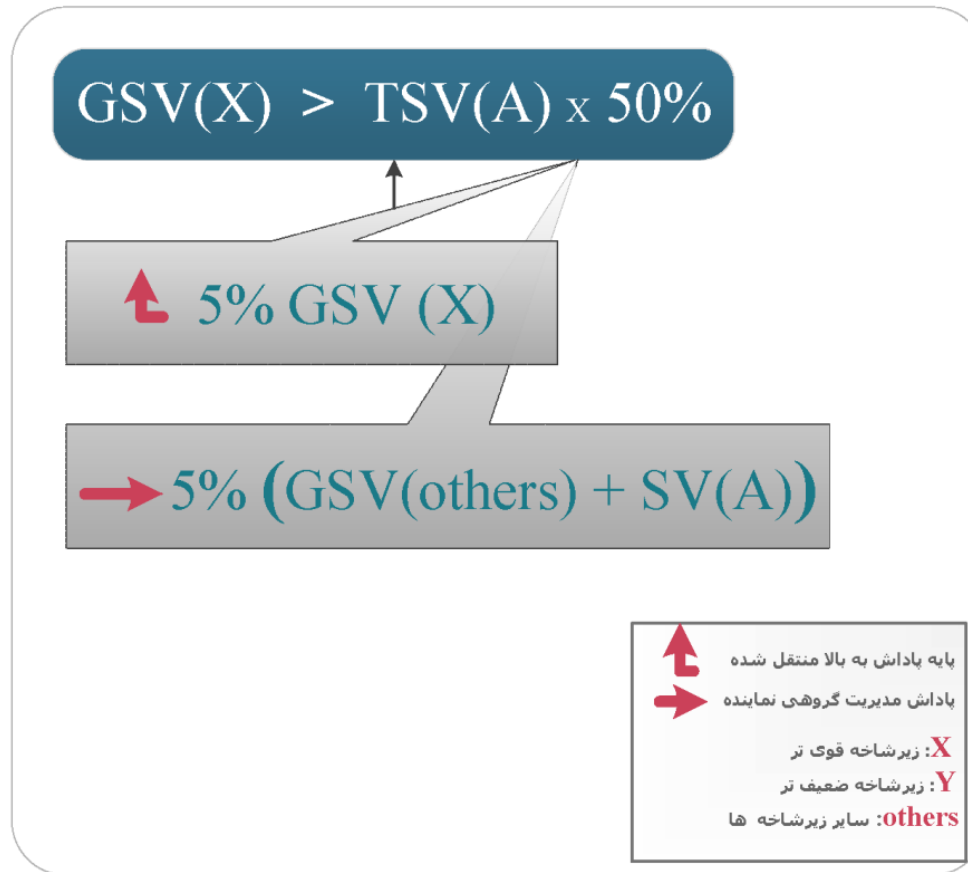 GSV(X) > TSV(A) x 50%
5% GSV (X)
5% (GSV(others) + SV(A))
پایه پاداش به بالا منتقل شده
پاداش مدیریت گروهی نماینده
X: زیرشاخه قوی تر
Y: زیرشاخه ضعیف تر
others: سایر زیرشاخه ها